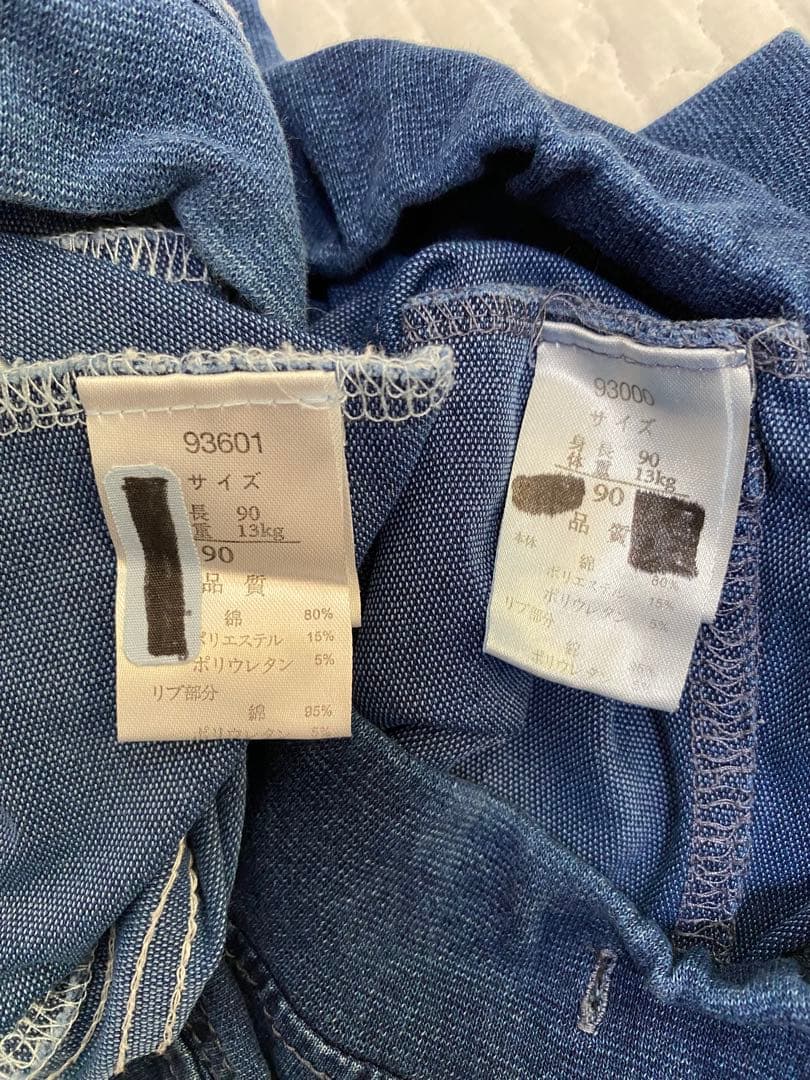 93601
サイズ
長 90
重 13kg
90
品質
綿 80%
ポリエステル 15%
ポリウレタン 5%
リブ部分
綿 95%
ポリウレタン 5%
93000
サイズ
身長 90
体重 13kg
90
品質
本体
綿 80%
ポリエステル 15%
リブ部分 5%
綿 95%
ポリウレタン 5%